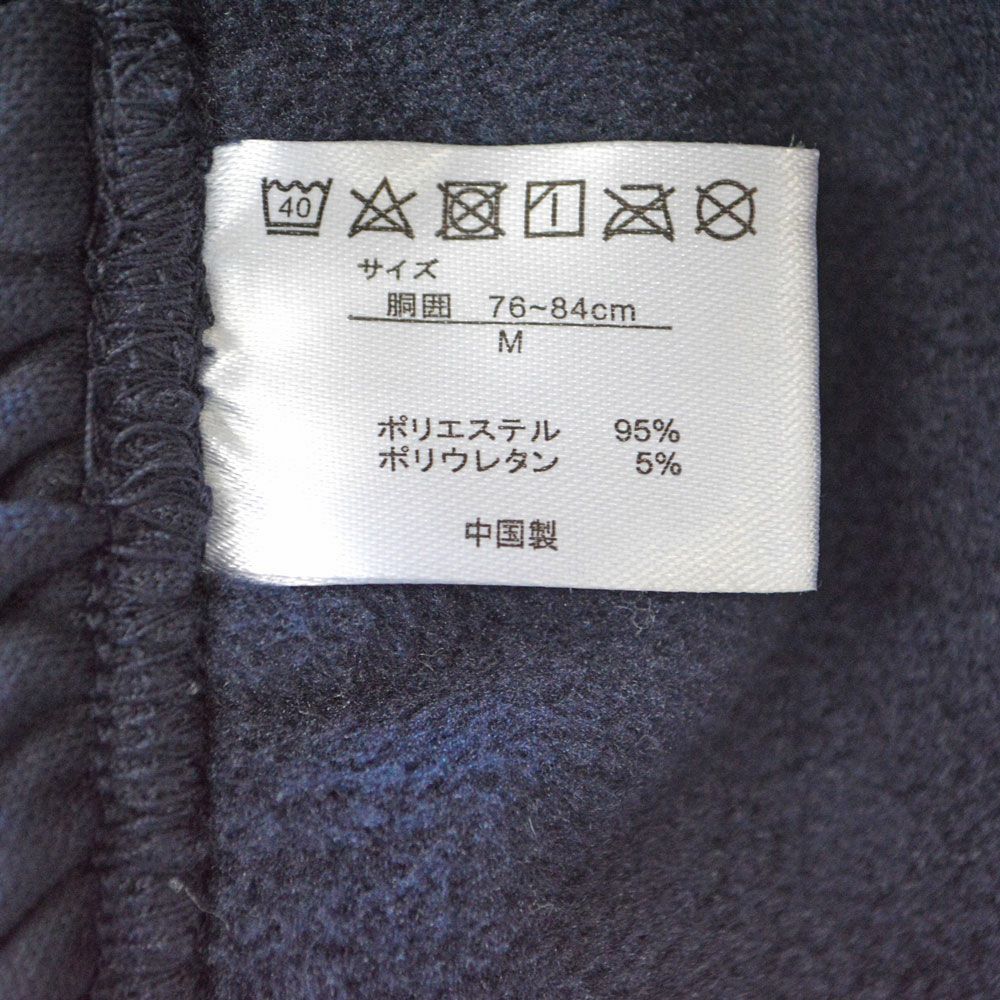 40
サイズ
胴囲 76~84cm
M
ポリエステル 95%
ポリウレタン 5%
中国製